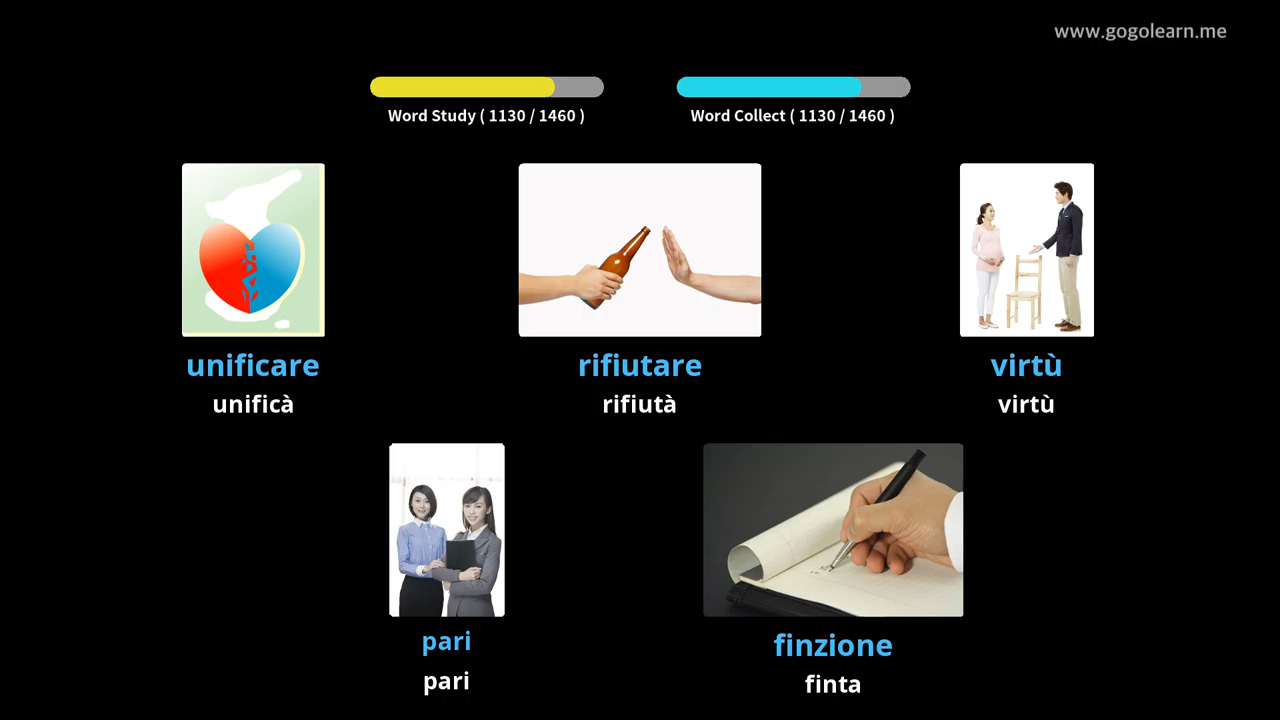 www.gogolearn.me
Word Study ( 1130 / 1460 )
Word Collect ( 1130 / 1460 )
unificare
unificà
rifiutare
rifiutà
virtù
virtù
pari
pari
finzione
finta